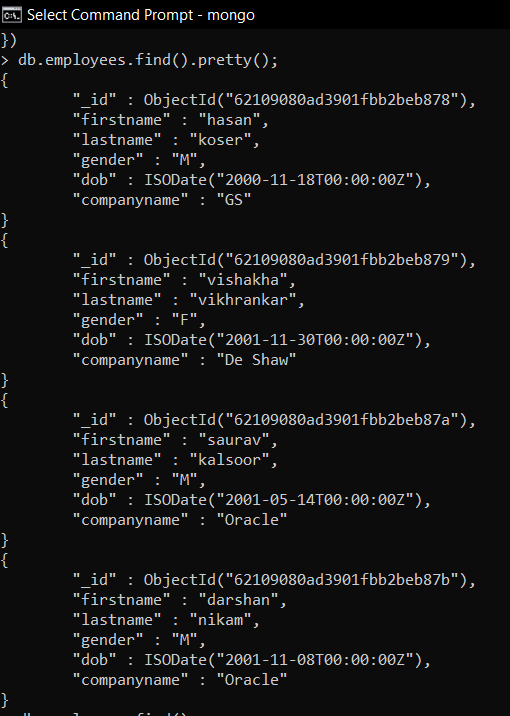 Select Command Prompt - mongo
})
> db.employees.find().pretty();
{
        "_id" : ObjectId("62109080ad3901fbb2beb878"),
        "firstname" : "hasan",
        "lastname" : "koser",
        "gender" : "M",
        "dob" : ISODate("2000-11-18T00:00:00Z"),
        "companyname" : "GS"
}
{
        "_id" : ObjectId("62109080ad3901fbb2beb879"),
        "firstname" : "vishakha",
        "lastname" : "vikhrankar",
        "gender" : "F",
        "dob" : ISODate("2001-11-30T00:00:00Z"),
        "companyname" : "De Shaw"
}
{
        "_id" : ObjectId("62109080ad3901fbb2beb87a"),
        "firstname" : "saurav",
        "lastname" : "kalsoor",
        "gender" : "M",
        "dob" : ISODate("2001-05-14T00:00:00Z"),
        "companyname" : "Oracle"
}
{
        "_id" : ObjectId("62109080ad3901fbb2beb87b"),
        "firstname" : "darshan",
        "lastname" : "nikam",
        "gender" : "M",
        "dob" : ISODate("2001-11-08T00:00:00Z"),
        "companyname" : "Oracle"
}